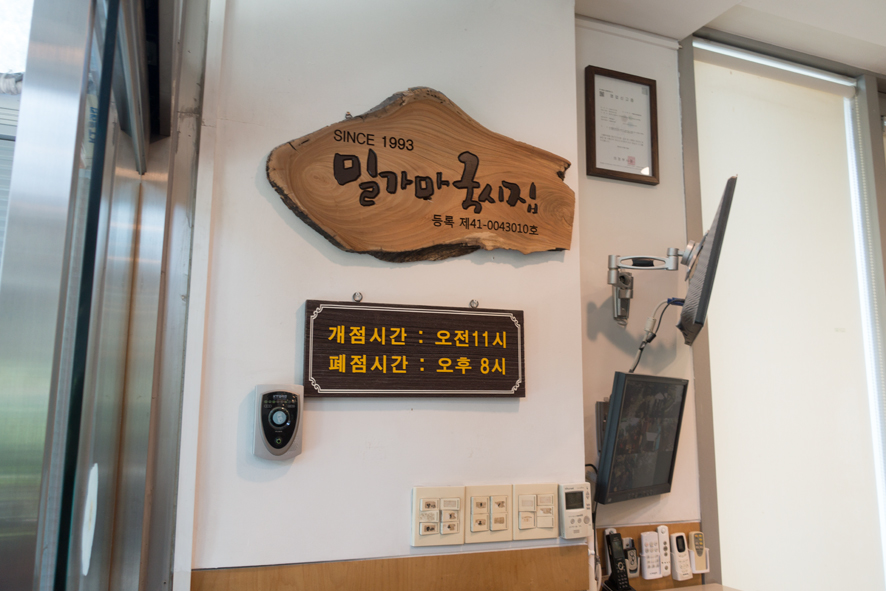 SINCE 1993
밀가마국시집
등록 제41-0043010호
개점시간 : 오전11시
폐점시간 : 오후 8시